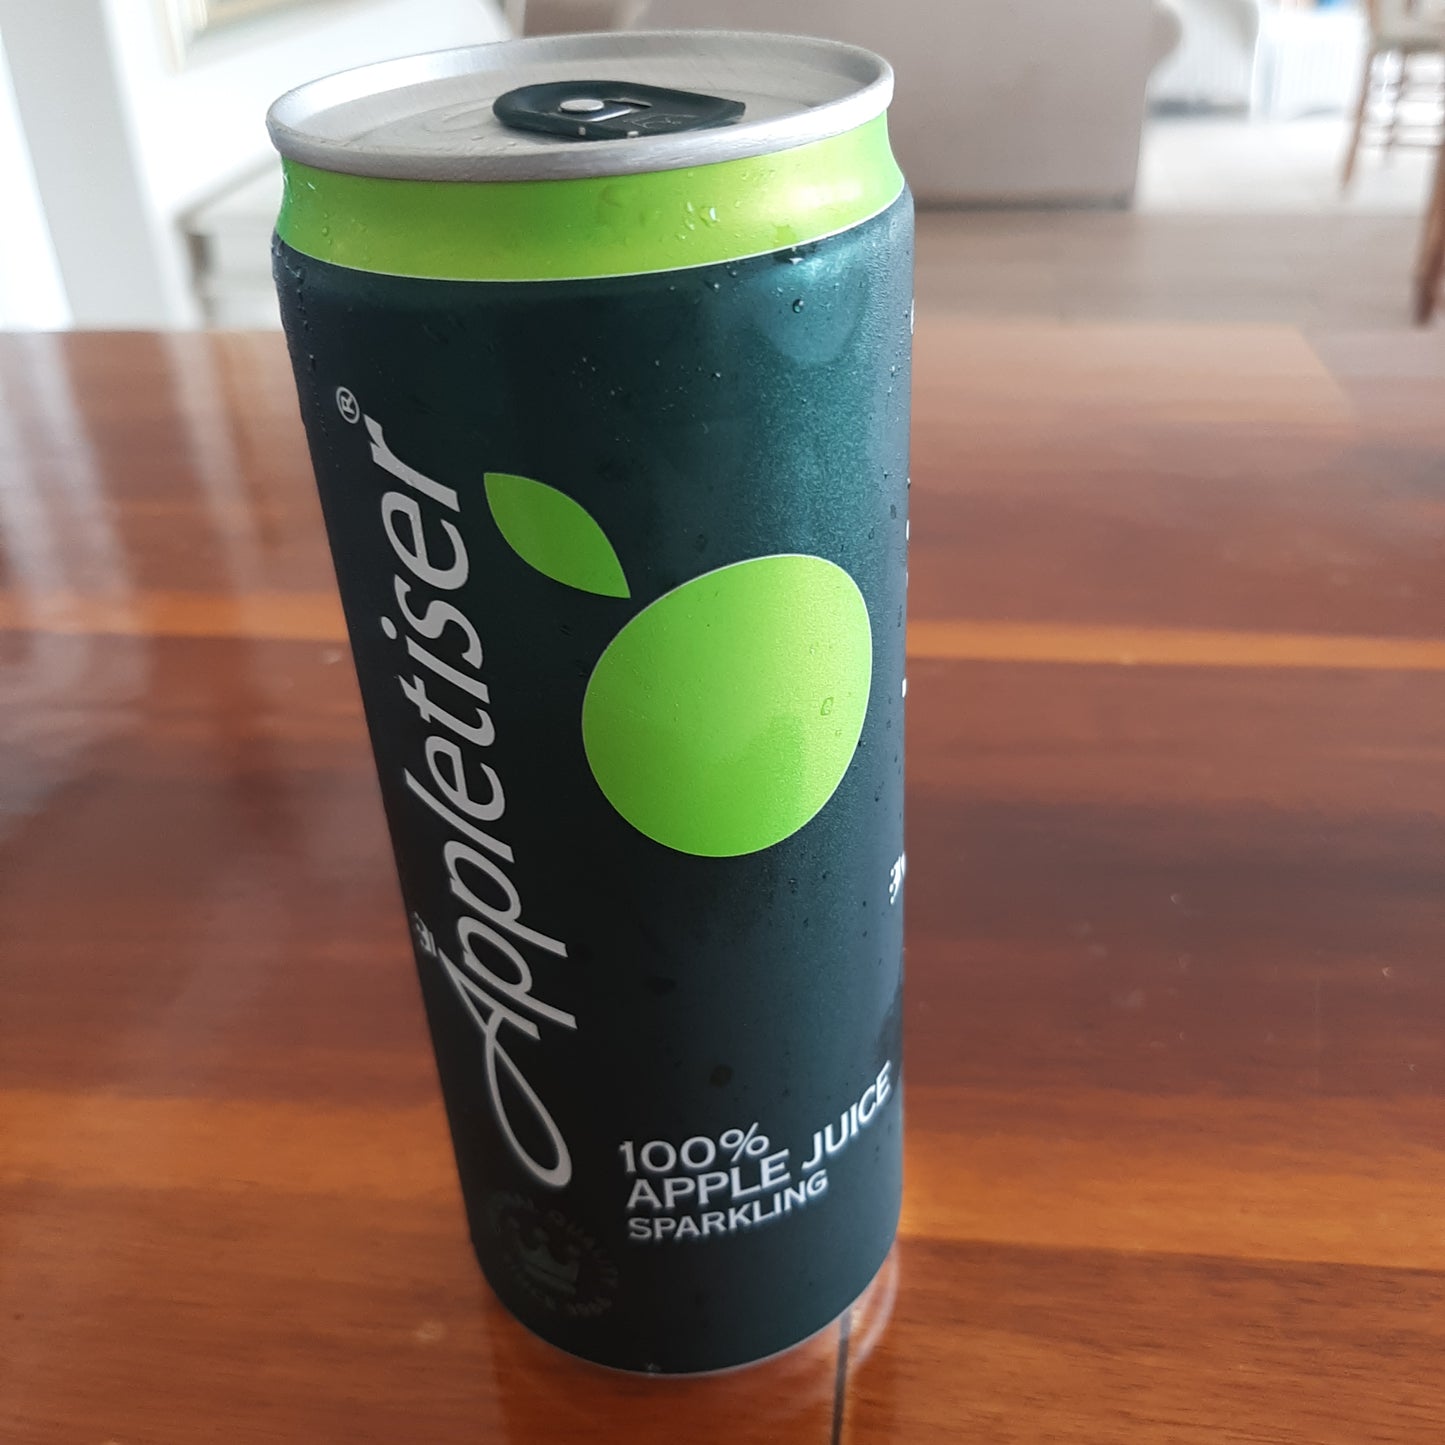 Appletiser®
100%
APPLE JUICE
SPARKLING